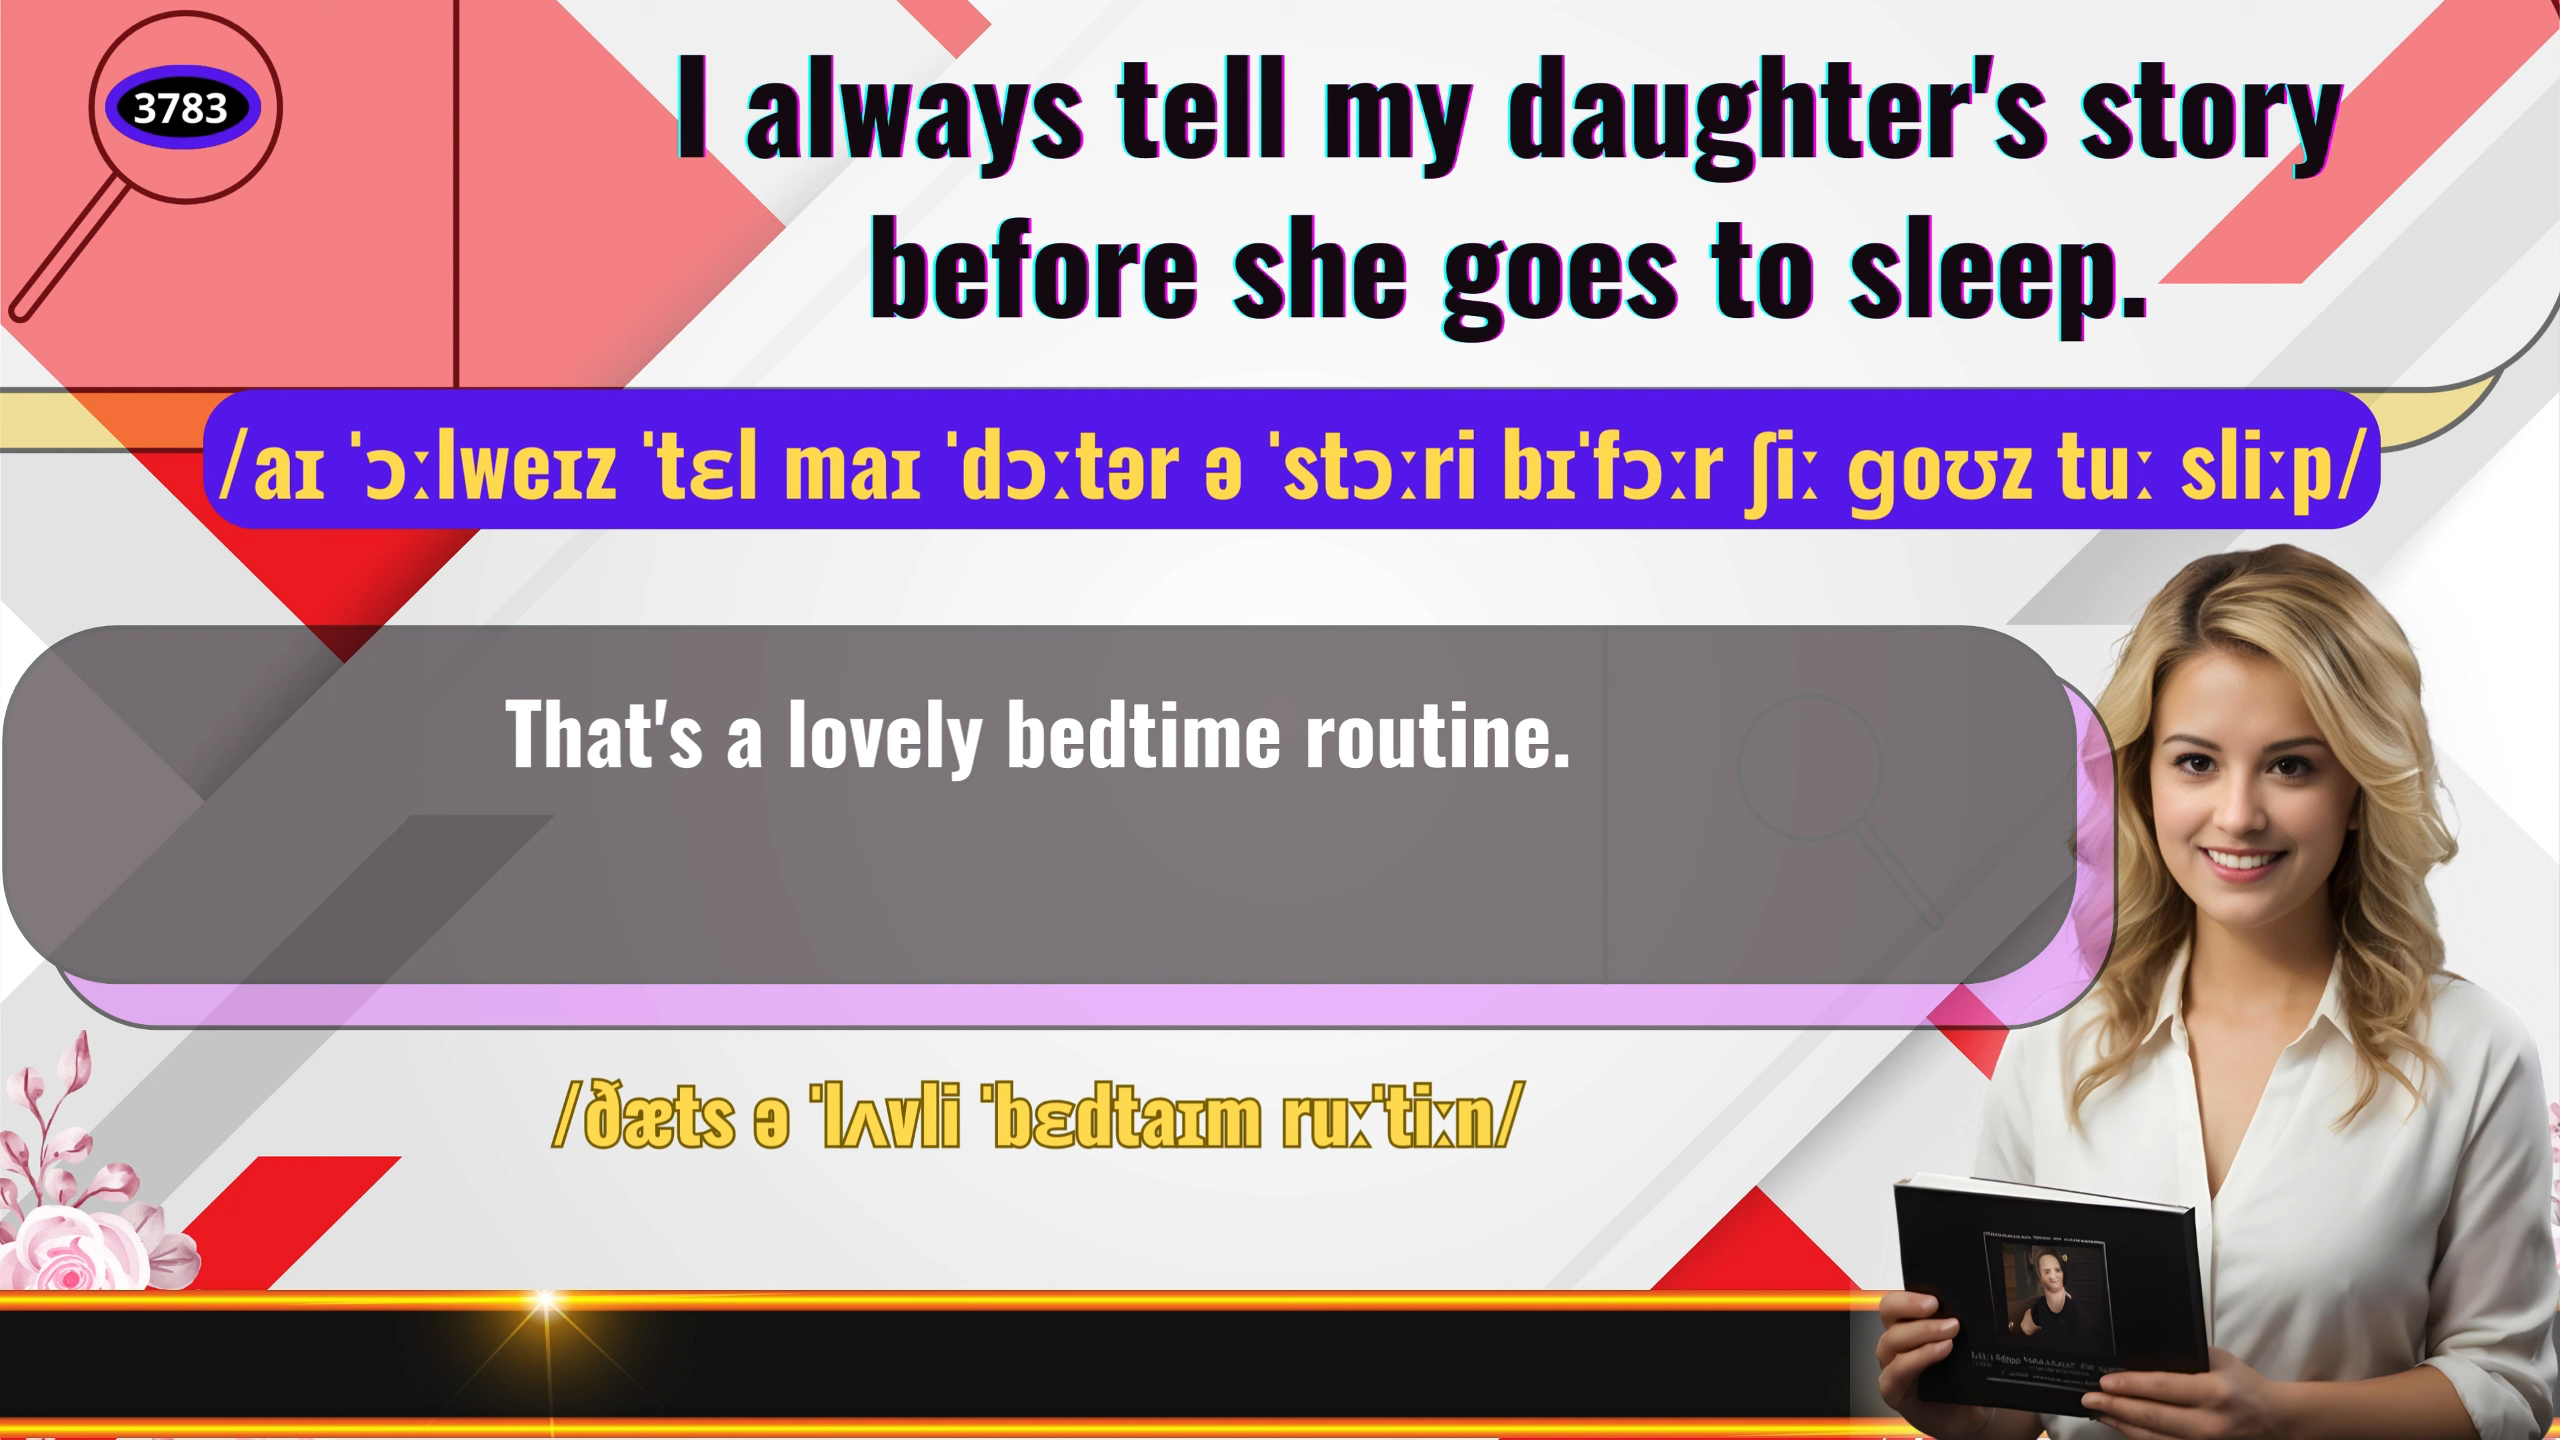 3783
I always tell my daughter's story
before she goes to sleep.
/aɪ ˈɔːlweɪz ˈtɛl maɪ ˈdɔːtər ə ˈstɔːri bɪˈfɔːr ʃiː ɡoʊz tuː sliːp/
That's a lovely bedtime routine.
/ðæts ə ˈlʌvli ˈbɛdtaɪm ruːˈtiːn/